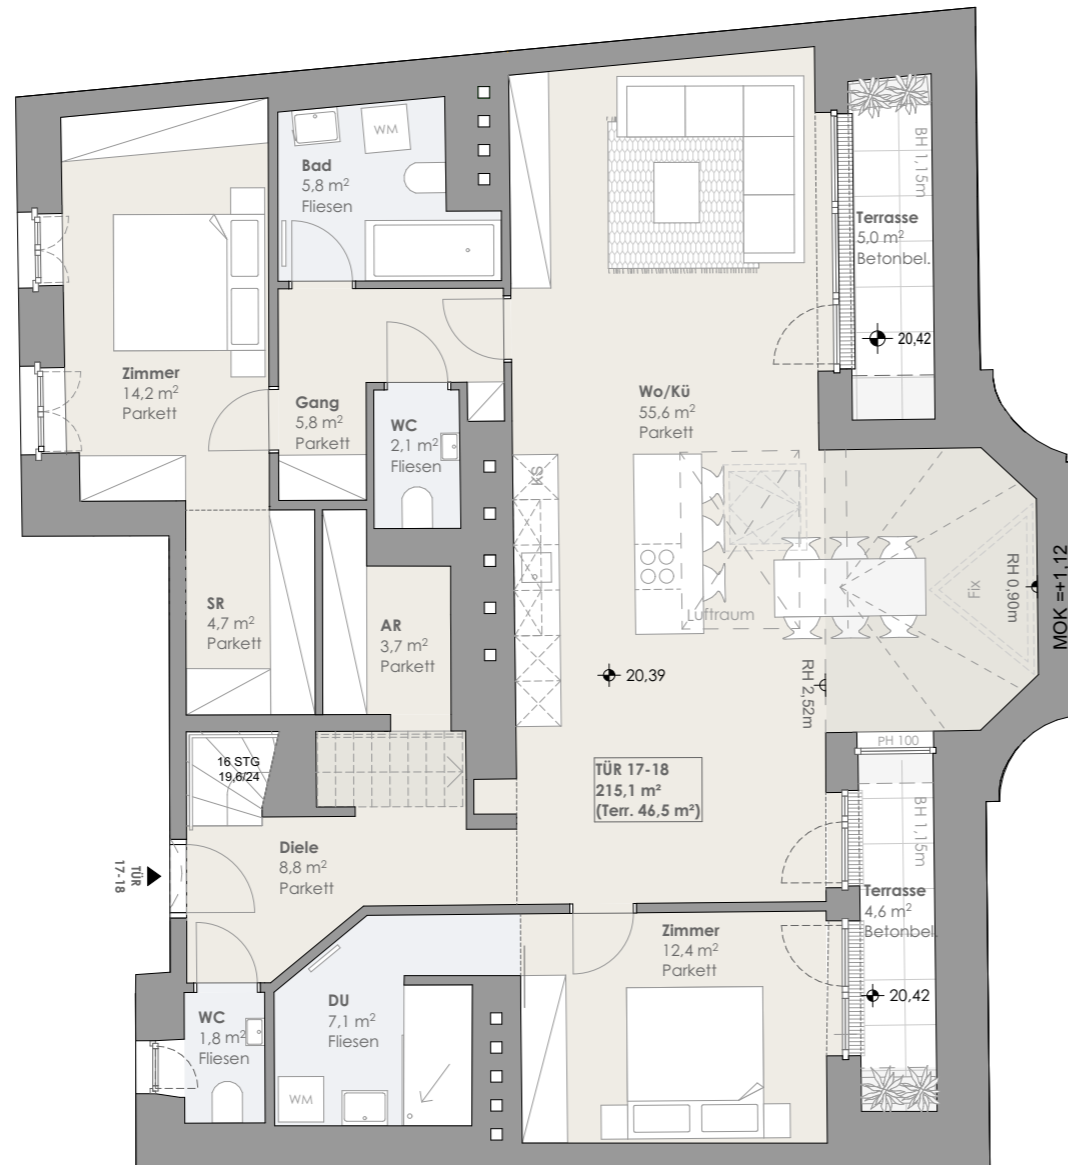 WM
Bad
5,8 m²
Fliesen
BH 1,15m
Terrasse
5,0 m²
Betonbel.
20,42
Zimmer
14,2 m²
Parkett
Gang
5,8 m²
Parkett
WC
2,1 m²
Fliesen
Wo/Kü
55,6 m²
Parkett
KS
Luftraum
Fix
RH 0,90m
MOK =+1,12
SR
4,7 m²
Parkett
AR
3,7 m²
Parkett
20,39
RH 2,52m
PH 100
16 STG
19,6/24
TÜR 17-18
215,1 m²
(Terr. 46,5 m²)
BH 1,15m
Diele
8,8 m²
Parkett
TÜR
17-18
Terrasse
4,6 m²
Betonbel.
Zimmer
12,4 m²
Parkett
20,42
WC
1,8 m²
Fliesen
DU
7,1 m²
Fliesen
WM